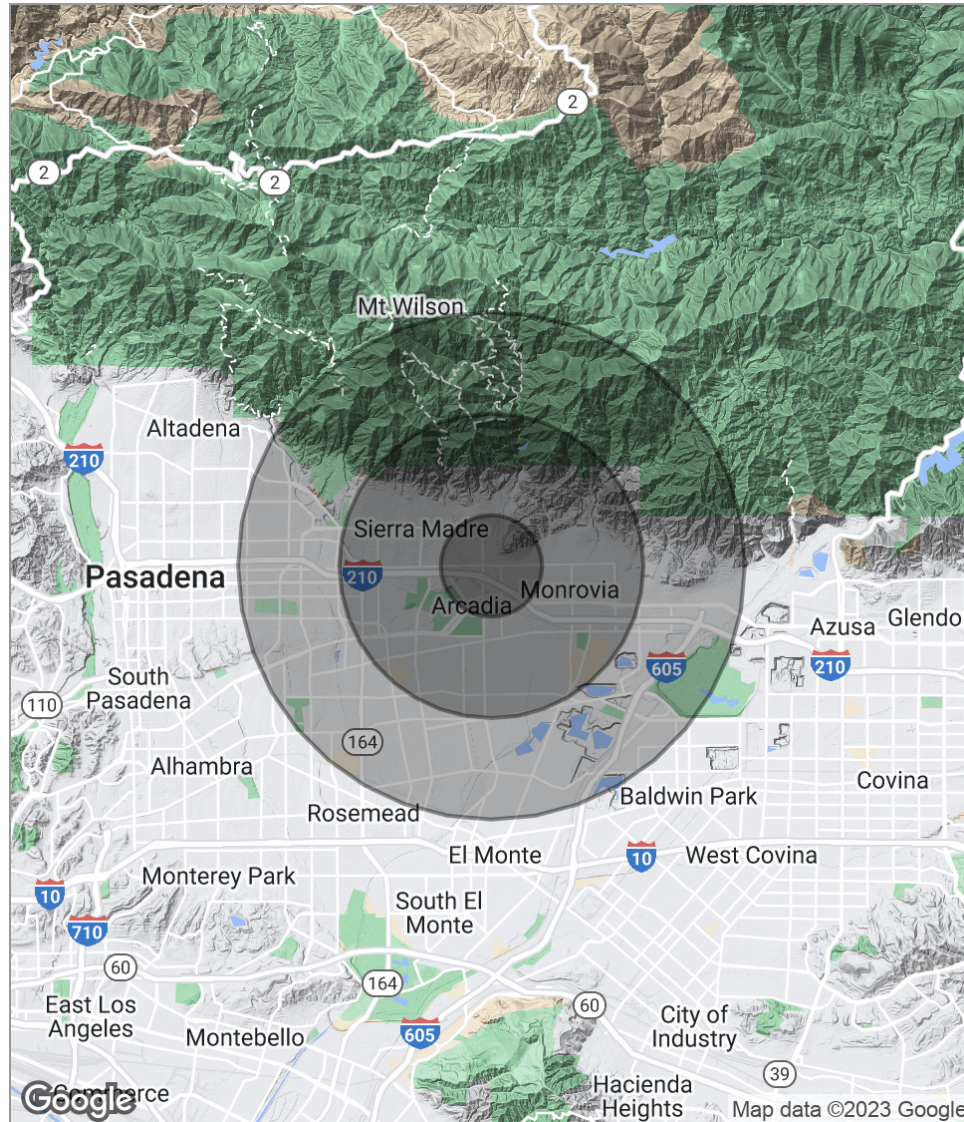 2
2
2
Mt Wilson
Altadena
210
Sierra Madre
210
Pasadena
Monrovia
Arcadia
Glendo
Azusa
605
210
South
Pasadena
110
164
Alhambra
Covina
Baldwin Park
Rosemead
El Monte
10
West Covina
Monterey Park
10
South El
Monte
710
60
164
60
East Los
Angeles
City of
Industry
Montebello
605
39
Hacienda
Heights
Commerce
Google
Map data ©2023 Google